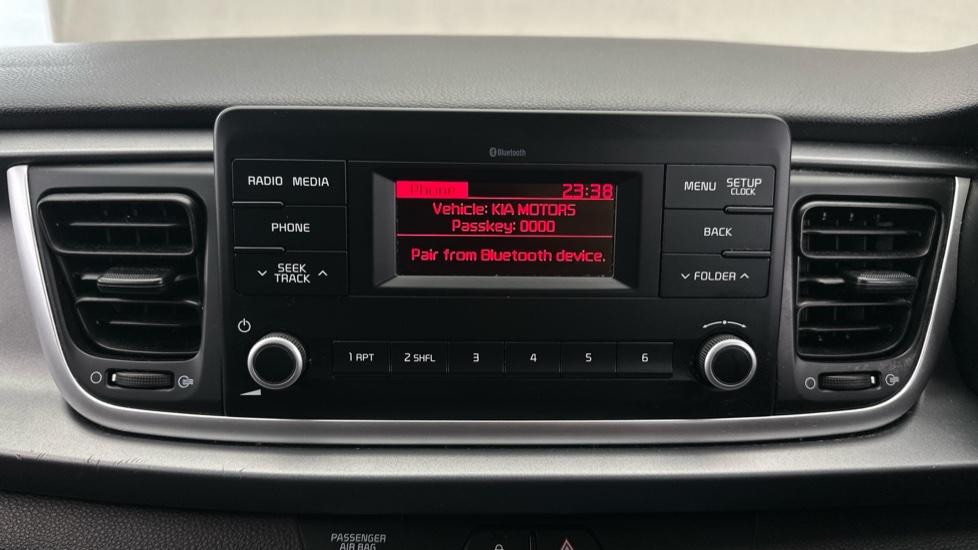 Bluetooth
RADIO MEDIA
PHONE
SEEK
TRACK
Phone 23:38
Vehicle: KIA MOTORS
Passkey: 0000
Pair from Bluetooth device.
MENU SETUP
CLOCK
BACK
FOLDER
1 RPT 2 SHFL 3 4 5 6
PASSENGER
AIR BAG